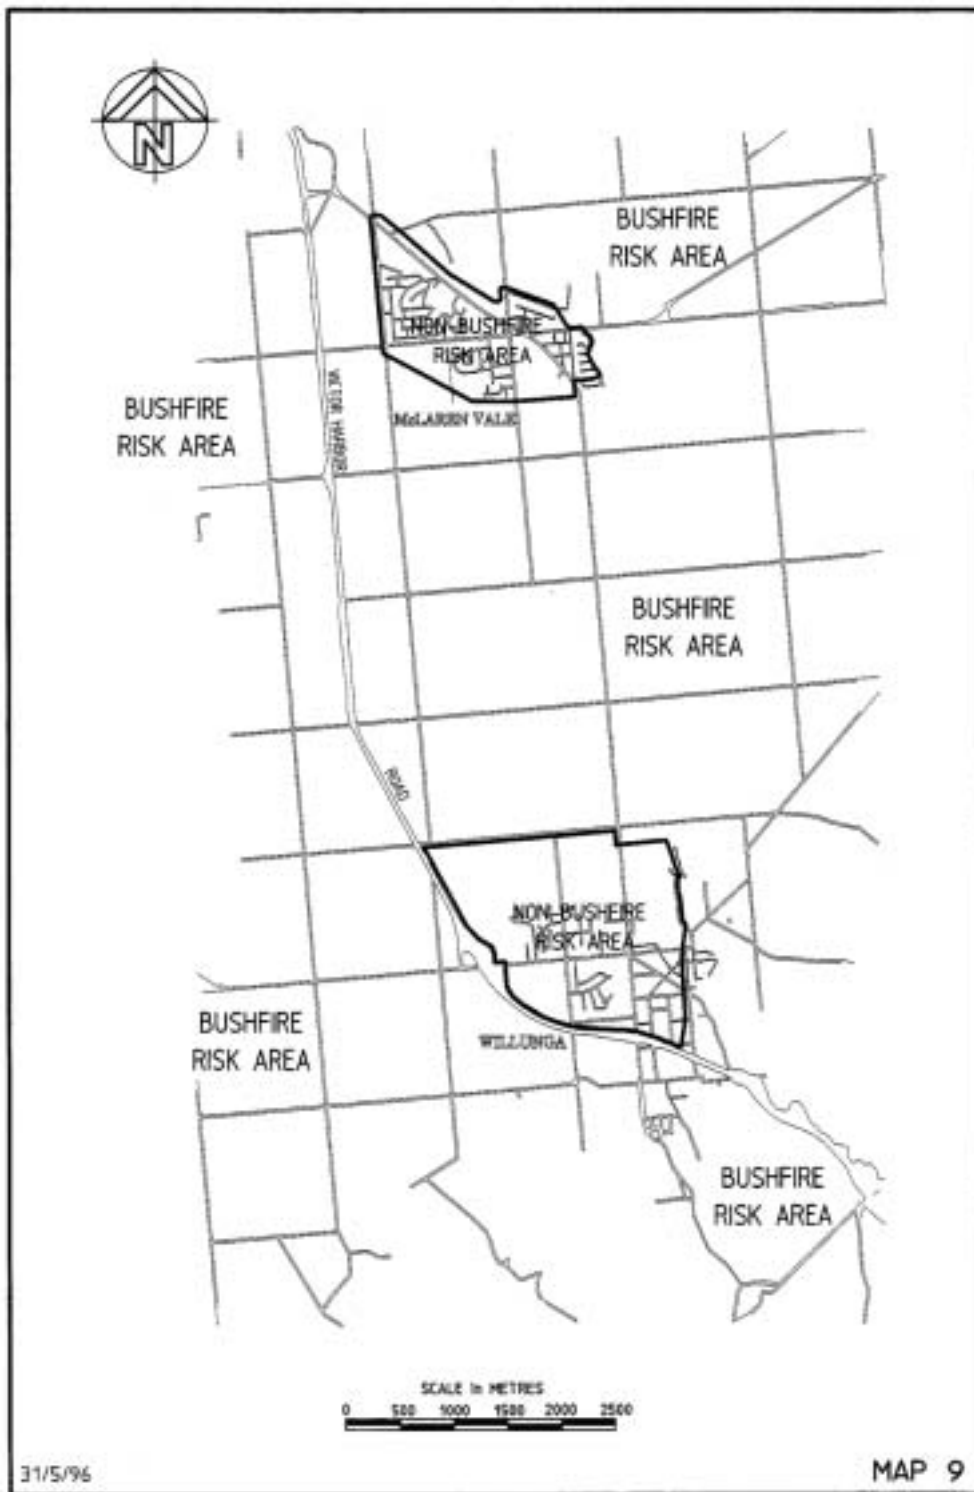 N
BUSHFIRE
RISK AREA
NON-BUSHFIRE
RISK AREA
McLAREN VALE
BUSHFIRE
RISK AREA
VICTOR HARBOR
BUSHFIRE
RISK AREA
ROAD
NON-BUSHFIRE
RISK AREA
WILLUNGA
BUSHFIRE
RISK AREA
BUSHFIRE
RISK AREA
SCALE in METRES
0 500 1000 1500 2000 2500
31/5/96
MAP 9